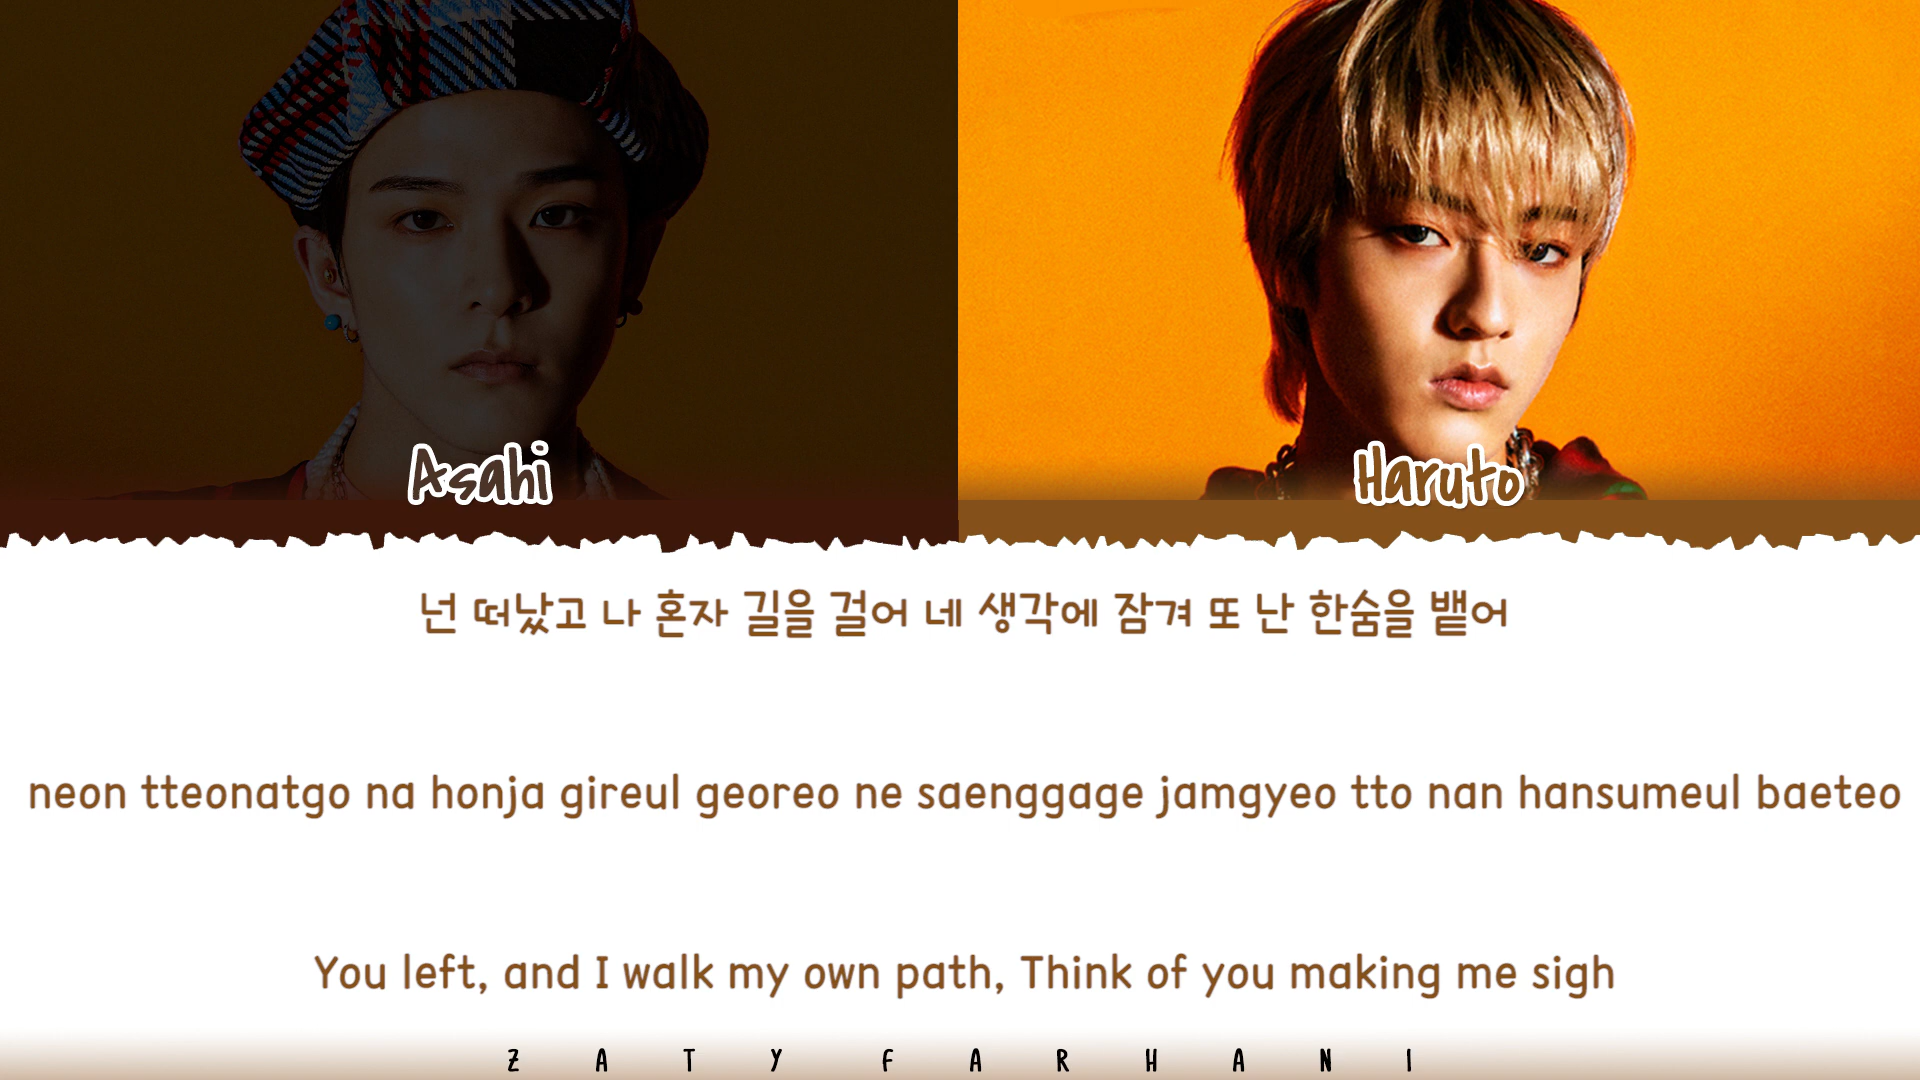 Asahi
Haruto
넌 떠났고 나 혼자 길을 걸어 네 생각에 잠겨 또 난 한숨을 뱉어
neon tteonatgo na honja gireul georeo ne saenggage jamgyeo tto nan hansumeul baeteo
You left, and I walk my own path, Think of you making me sigh
ZATY FARHANI